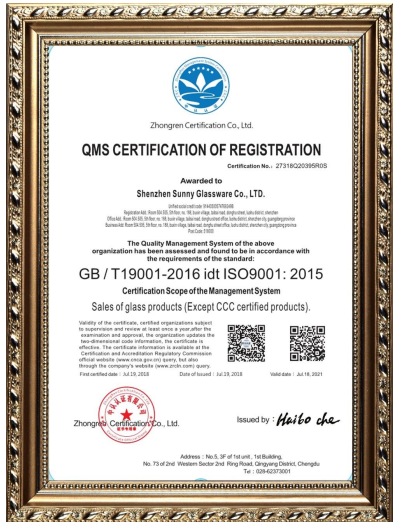 Zhongren Certification Co., Ltd.
QMS CERTIFICATION OF REGISTRATION
Certification No.: 27318Q20395R0S
Awarded to
Shenzhen Sunny Glassware Co., LTD.
The Quality Management System of the above
organization has been assessed and found to be in accordance with
the requirements of the standard:
GB / T19001-2016 idt ISO9001: 2015
Certification Scope of the Management System
Sales of glass products (Except CCC certified products).
Validity of the certificate, certified organizations subject
to supervision and review at least once a year,after the
examination and approval, the organization updates the
two-dimensional code information, the certificate is
effective. The certificate information is available at the
Certification and Accreditation Regulatory Commission
official website (www.cnca.gov.cn) query, but also
through the company's website (www.zrcln.com) query.
First certified date : Jul.19, 2018 Date of Issued : Jul.19, 2018 Valid date : Jul.18, 2021
Zhongren Certification Co., Ltd.
Issued by : Haibo che
Address : No.5, 3F of 1st unit , 1st Building,
No. 73 of 2nd Western Sector 2nd Ring Road, Qingyang District, Chengdu
Tel : 028-62373001